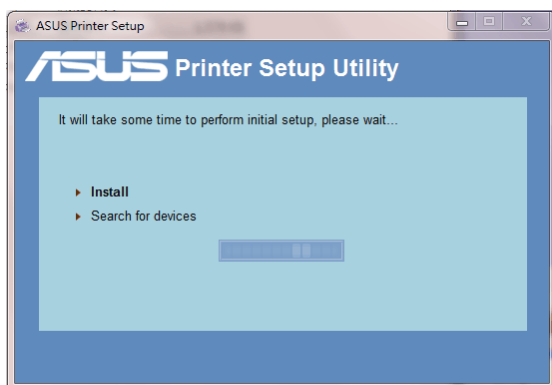 ASUS Printer Setup
ASUS Printer Setup Utility
It will take some time to perform initial setup, please wait...
Install
Search for devices